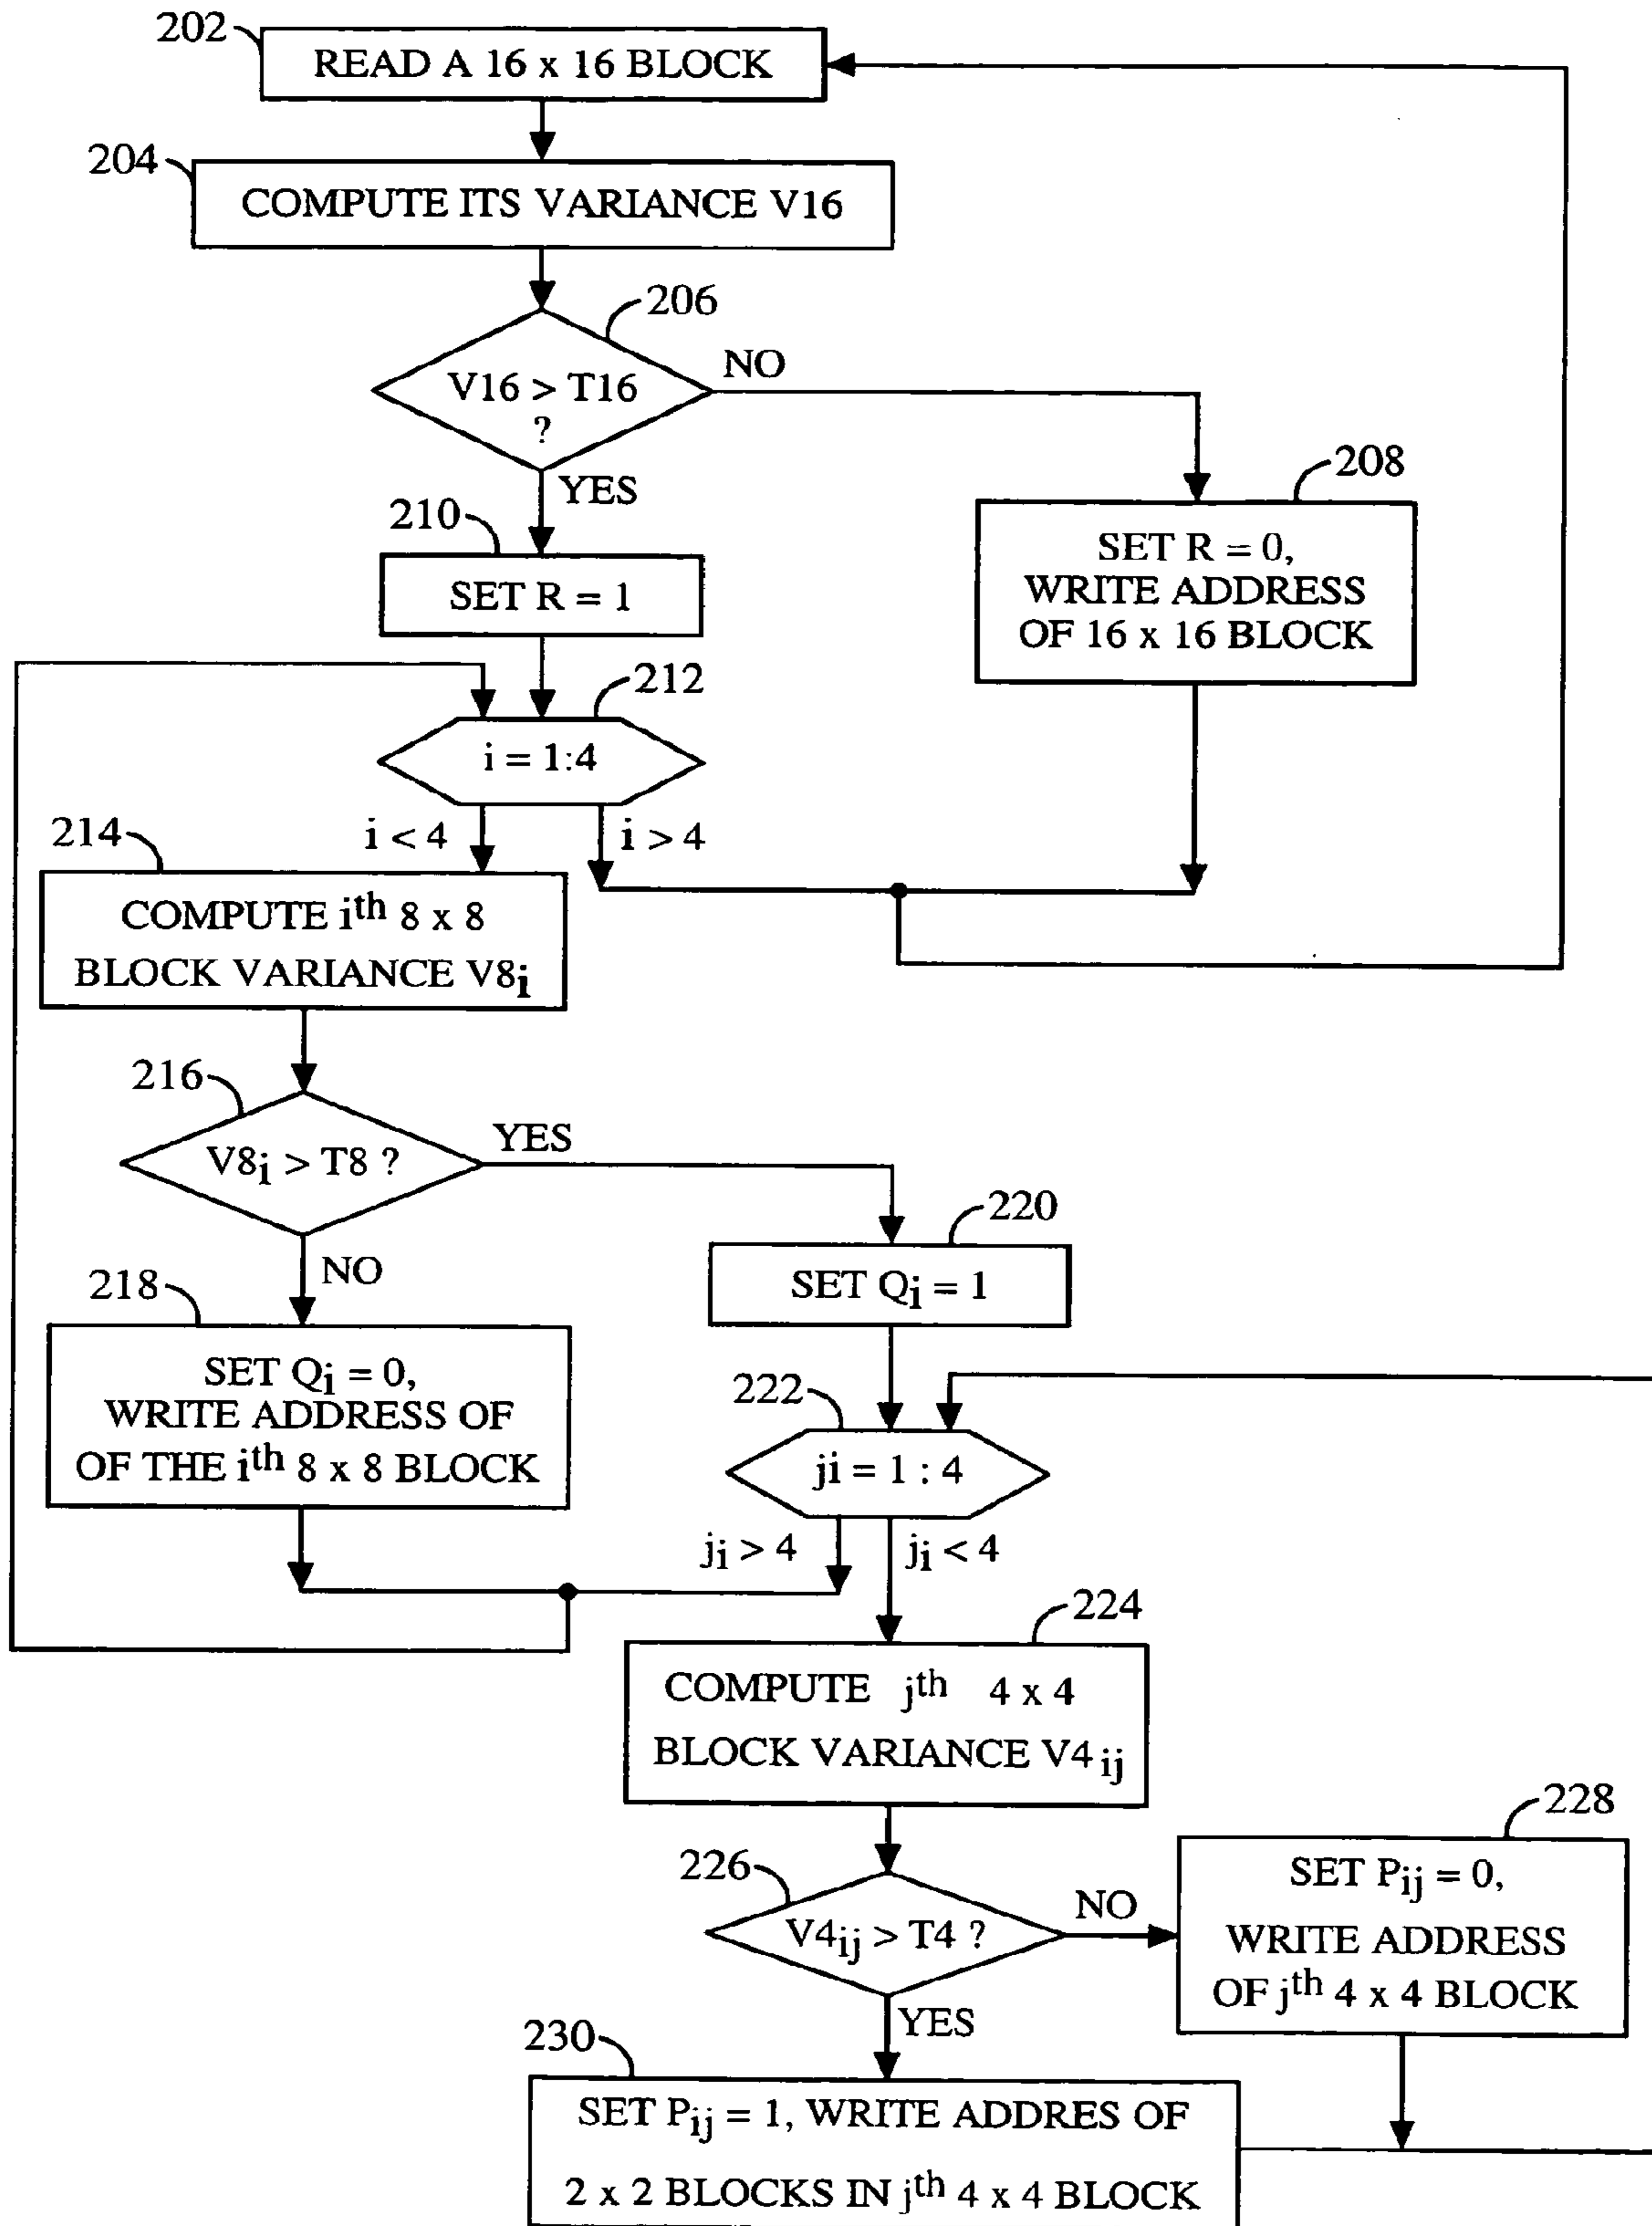 202
READ A 16 x 16 BLOCK
204
COMPUTE ITS VARIANCE V16
206
V16 > T16
?
NO
YES
208
SET R = 0,
WRITE ADDRESS
OF 16 x 16 BLOCK
210
SET R = 1
212
i = 1:4
i < 4
i > 4
214
COMPUTE ith 8 x 8
BLOCK VARIANCE V8i
216
V8i > T8 ?
YES
NO
218
SET Qi = 0,
WRITE ADDRESS OF
OF THE ith 8 x 8 BLOCK
220
SET Qi = 1
222
ji = 1 : 4
ji > 4
ji < 4
224
COMPUTE jth 4 x 4
BLOCK VARIANCE V4 ij
226
V4ij > T4 ?
NO
YES
228
SET Pij = 0,
WRITE ADDRESS
OF jth 4 x 4 BLOCK
230
SET Pij = 1, WRITE ADDRES OF
2 x 2 BLOCKS IN jth 4 x 4 BLOCK